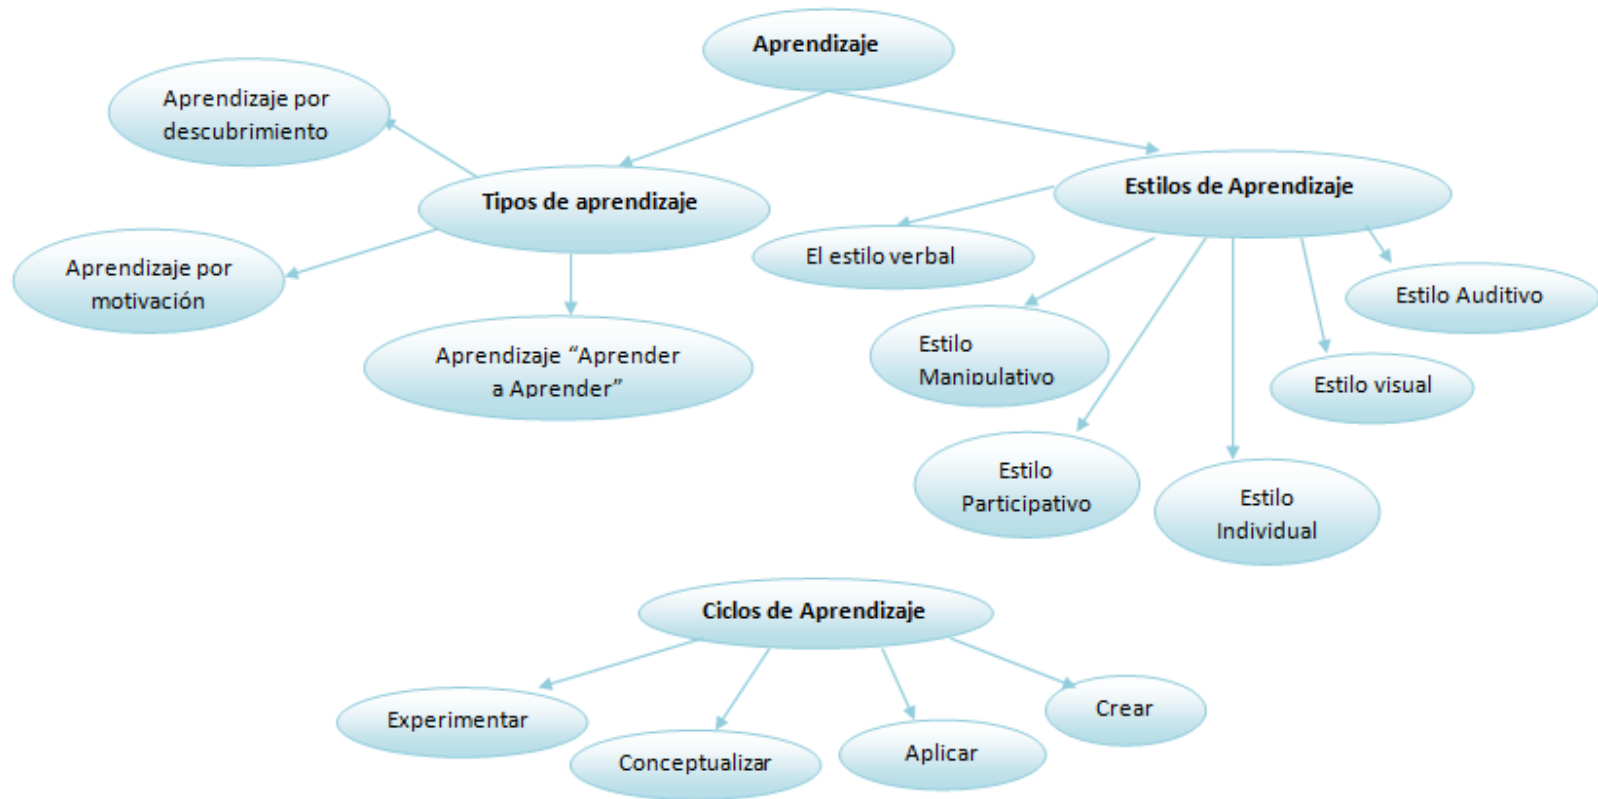 Aprendizaje
Aprendizaje por
descubrimiento
Tipos de aprendizaje
Estilos de Aprendizaje
Aprendizaje por
motivación
Aprendizaje “Aprender
a Aprender”
El estilo verbal
Estilo
Manipulativo
Estilo
Participativo
Estilo
Individual
Estilo visual
Estilo Auditivo
Ciclos de Aprendizaje
Experimentar
Conceptualizar
Aplicar
Crear